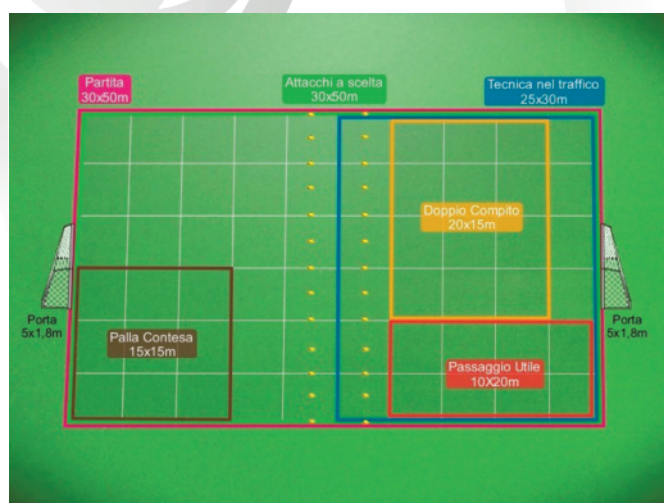 Partita
30x50m
Attacchi a scelta
30x50m
Tecnica nel traffico
25x30m
Doppio Compito
20x15m
Porta
5x1,8m
Palla Contesa
15x15m
Passaggio Utile
10X20m
Porta
5x1,8m